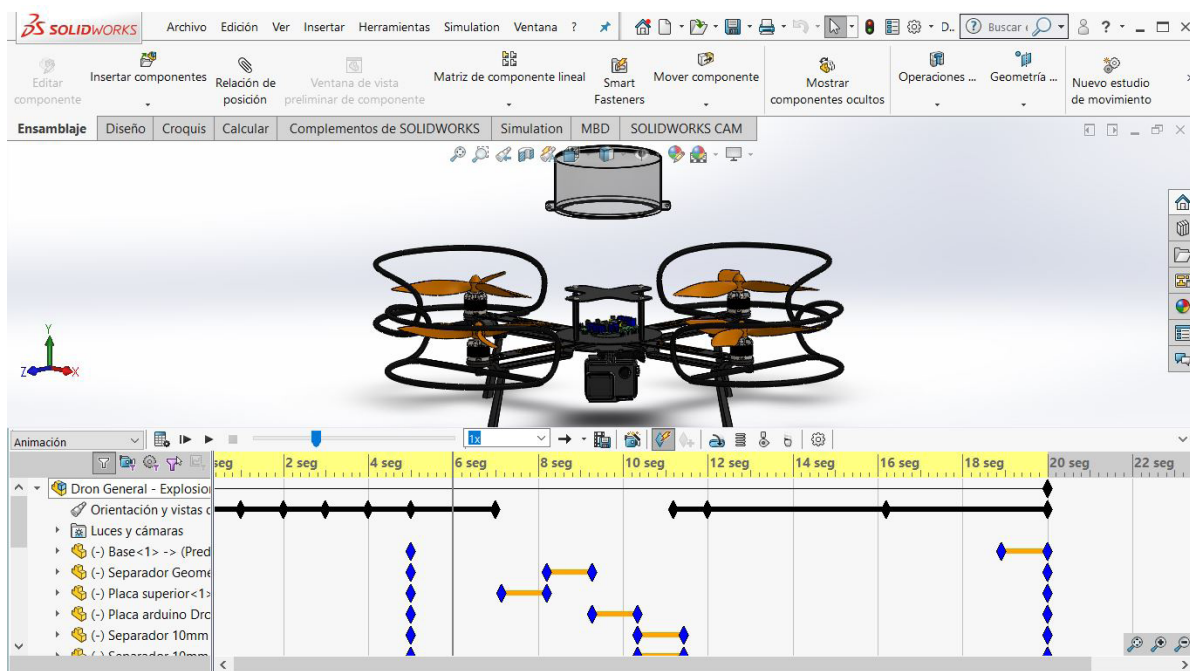 SOLIDWORKS Archivo Edición Ver Insertar Herramientas Simulation Ventana ? D.. Buscar ?
Editar componente
Insertar componentes
Relación de posición
Ventana de vista preliminar de componente
Matriz de componente lineal
Smart Fasteners
Mover componente
Mostrar componentes ocultos
Operaciones ...
Geometría ...
Nuevo estudio de movimiento
Ensamblaje Diseño Croquis Calcular Complementos de SOLIDWORKS Simulation MBD SOLIDWORKS CAM
Y
Z X
Animación 1x
seg 2 seg 4 seg 6 seg 8 seg 10 seg 12 seg 14 seg 16 seg 18 seg 20 seg 22 seg
Dron General - Explosio
Orientación y vistas d
Luces y cámaras
(-) Base<1> -> (Pred
(-) Separador Geome
(-) Placa superior<1>
(-) Placa arduino Dro
(-) Separador 10mm
(-) Separador 10mm